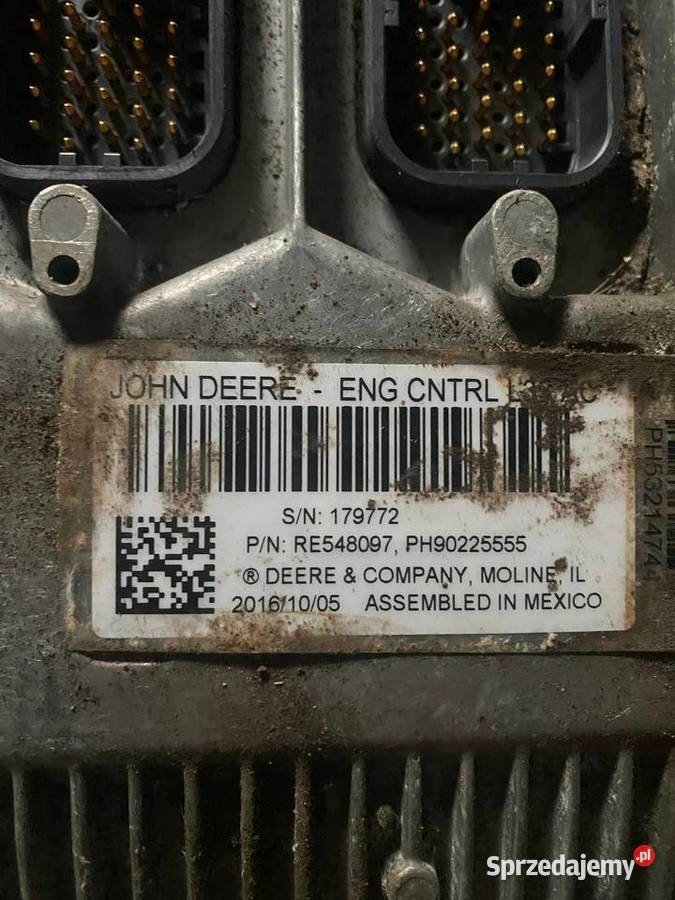 JOHN DEERE - ENG CNTRL
S/N: 179772
P/N: RE548097, PH90225555
® DEERE & COMPANY, MOLINE, IL
2016/10/05 ASSEMBLED IN MEXICO
PH53214744
Sprzedajemy.pl